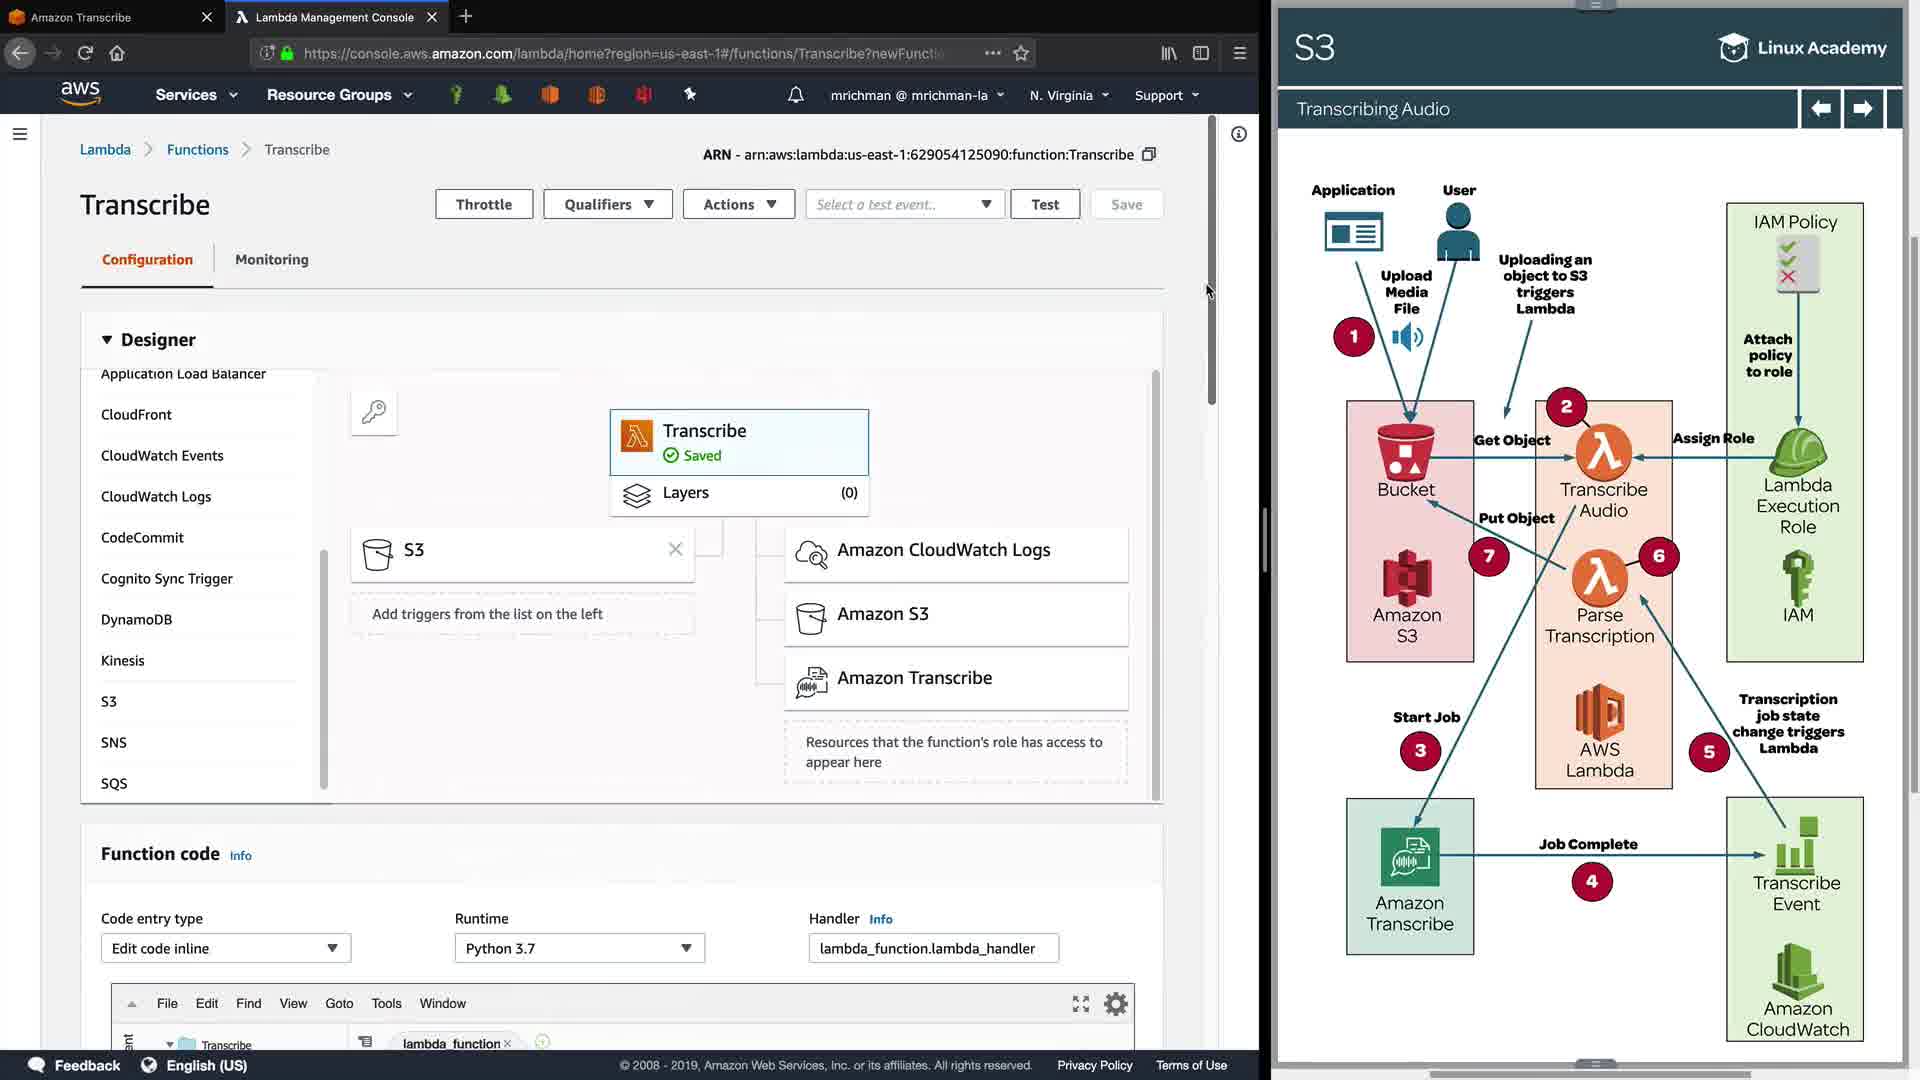 Amazon Transcribe
Lambda Management Console
https://console.aws.amazon.com/lambda/home?region=us-east-1#/functions/Transcribe?newFuncti
aws
Services
Resource Groups
mrichman @ mrichman-la
N. Virginia
Support
Lambda
Functions
Transcribe
ARN - arn:aws:lambda:us-east-1:629054125090:function:Transcribe
Transcribe
Throttle
Qualifiers
Actions
Select a test event..
Test
Save
Configuration
Monitoring
Designer
Application Load Balancer
CloudFront
CloudWatch Events
CloudWatch Logs
CodeCommit
Cognito Sync Trigger
DynamoDB
Kinesis
S3
SNS
SQS
Transcribe
Saved
Layers
(0)
S3
Add triggers from the list on the left
Amazon CloudWatch Logs
Amazon S3
Amazon Transcribe
Resources that the function's role has access to
appear here
Function code
Info
Code entry type
Edit code inline
Runtime
Python 3.7
Handler
Info
lambda_function.lambda_handler
File
Edit
Find
View
Goto
Tools
Window
Transcribe
lambda_function
Feedback
English (US)
© 2008 - 2019, Amazon Web Services, Inc. or its affiliates. All rights reserved.
Privacy Policy
Terms of Use
S3
Linux Academy
Transcribing Audio
Application
User
Upload
Media
File
1
Uploading an
object to S3
triggers
Lambda
IAM Policy
Attach
policy
to role
2
Get Object
Assign Role
Bucket
Transcribe
Audio
Lambda
Execution
Role
Put Object
7
6
Amazon
S3
Parse
Transcription
IAM
Start Job
3
AWS
Lambda
5
Transcription
job state
change triggers
Lambda
Job Complete
4
Amazon
Transcribe
Transcribe
Event
Amazon
CloudWatch